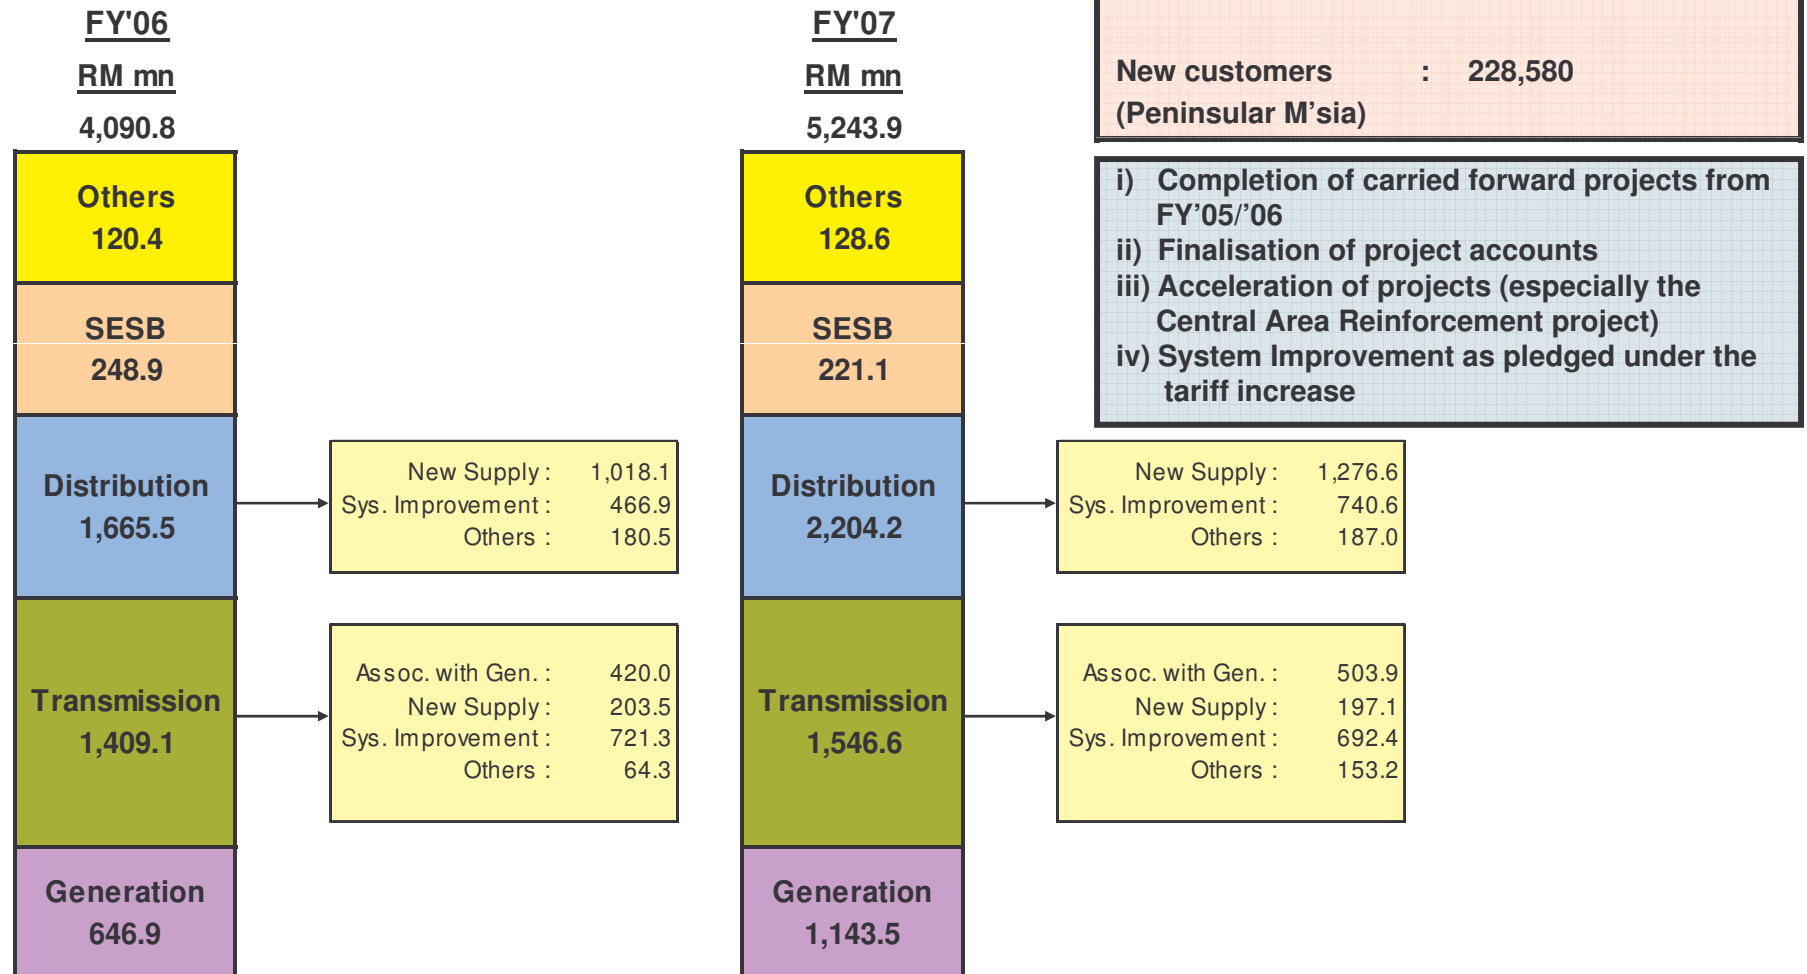 FY'06
RM mn
4,090.8
Others
120.4
SESB
248.9
Distribution
1,665.5
Transmission
1,409.1
Generation
646.9
New Supply : 1,018.1
Sys. Improvement : 466.9
Others : 180.5
Assoc. with Gen. : 420.0
New Supply : 203.5
Sys. Improvement : 721.3
Others : 64.3
FY'07
RM mn
5,243.9
Others
128.6
SESB
221.1
Distribution
2,204.2
Transmission
1,546.6
Generation
1,143.5
New Supply : 1,276.6
Sys. Improvement : 740.6
Others : 187.0
Assoc. with Gen. : 503.9
New Supply : 197.1
Sys. Improvement : 692.4
Others : 153.2
New customers : 228,580
(Peninsular M’sia)
i) Completion of carried forward projects from
FY’05/’06
ii) Finalisation of project accounts
iii) Acceleration of projects (especially the
Central Area Reinforcement project)
iv) System Improvement as pledged under the
tariff increase